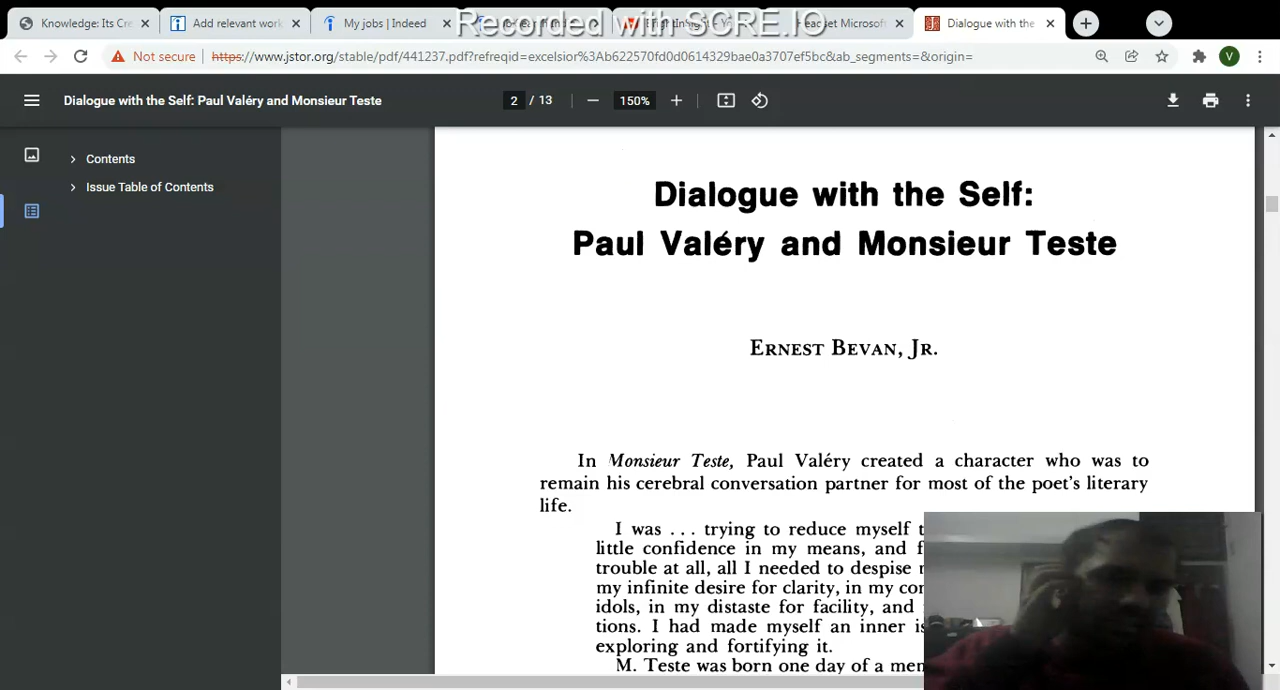 Knowledge: Its Cre
Add relevant work
My jobs | Indeed
Headset Microsoft
Dialogue with the
Recorded with SCRE.IO
Not secure
https://www.jstor.org/stable/pdf/441237.pdf?refreqid=excelsior%3Ab622570fd0d0614329bae0a3707ef5bc&ab_segments=&origin=
V
Dialogue with the Self: Paul Valéry and Monsieur Teste
2 / 13
150%
Contents
Issue Table of Contents
Dialogue with the Self:
Paul Valéry and Monsieur Teste
ERNEST BEVAN, JR.
In Monsieur Teste, Paul Valéry created a character who was to
remain his cerebral conversation partner for most of the poet's literary
life.
I was ... trying to reduce myself
little confidence in my means, and
trouble at all, all I needed to despise
my infinite desire for clarity, in my
idols, in my distaste for facility, and
tions. I had made myself an inner
exploring and fortifying it.
M. Teste was born one day of a